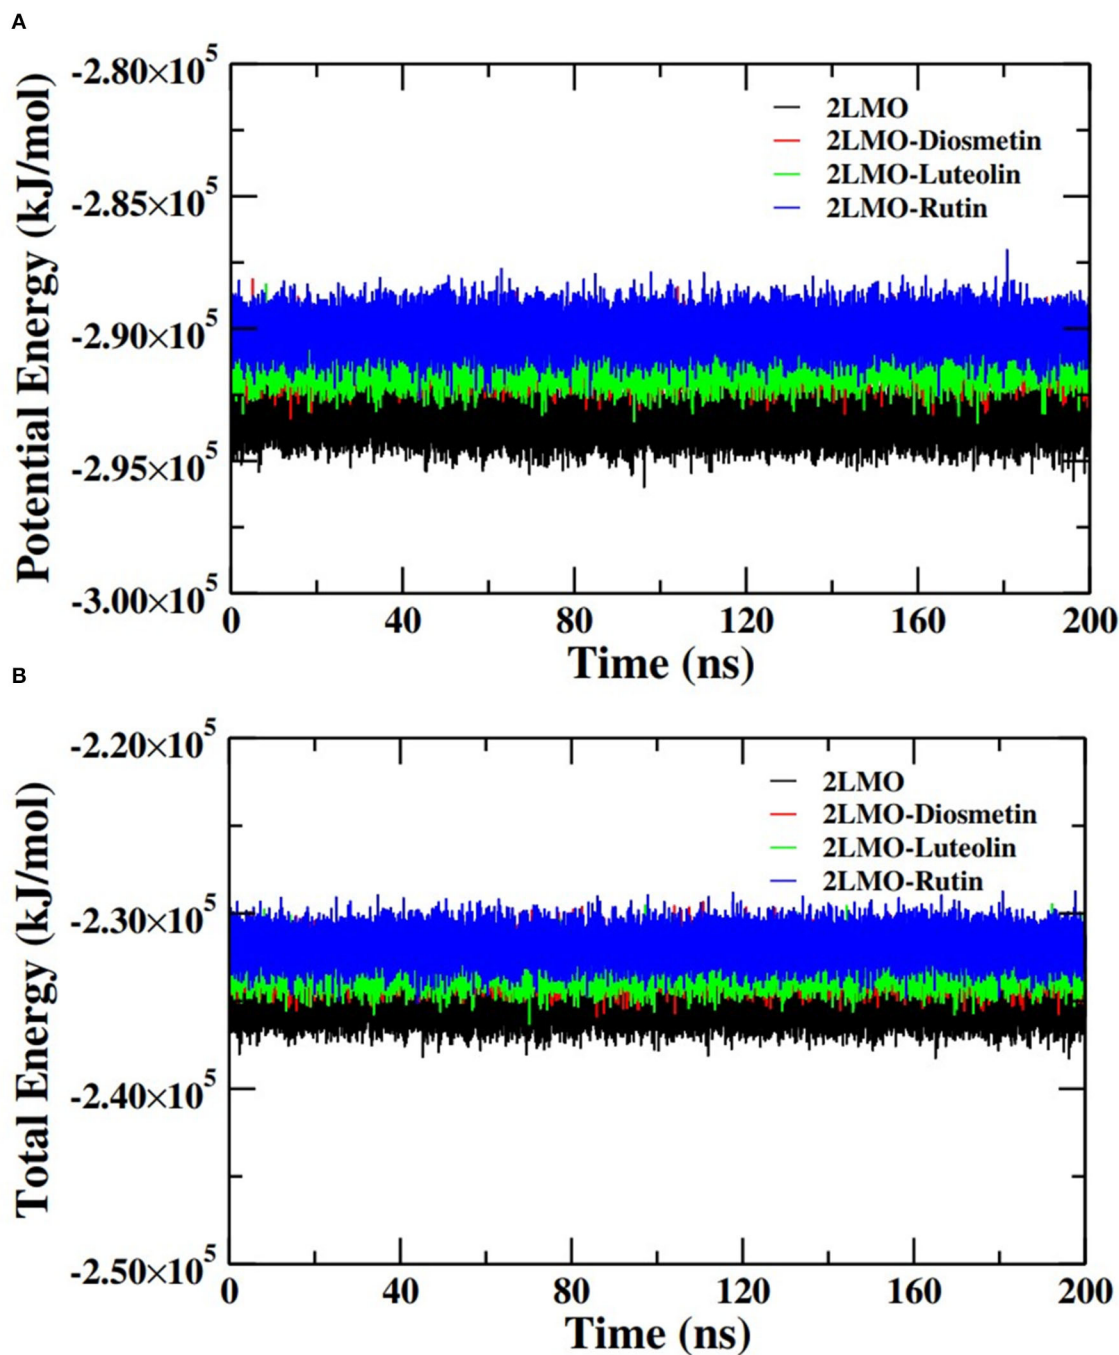 A
Potential Energy (kJ/mol)
-2.80×10^5
-2.85×10^5
-2.90×10^5
-2.95×10^5
-3.00×10^5
2LMO
2LMO-Diosmetin
2LMO-Luteolin
2LMO-Rutin
0 40 80 120 160 200
Time (ns)
B
Total Energy (kJ/mol)
-2.20×10^5
-2.30×10^5
-2.40×10^5
-2.50×10^5
2LMO
2LMO-Diosmetin
2LMO-Luteolin
2LMO-Rutin
0 40 80 120 160 200
Time (ns)